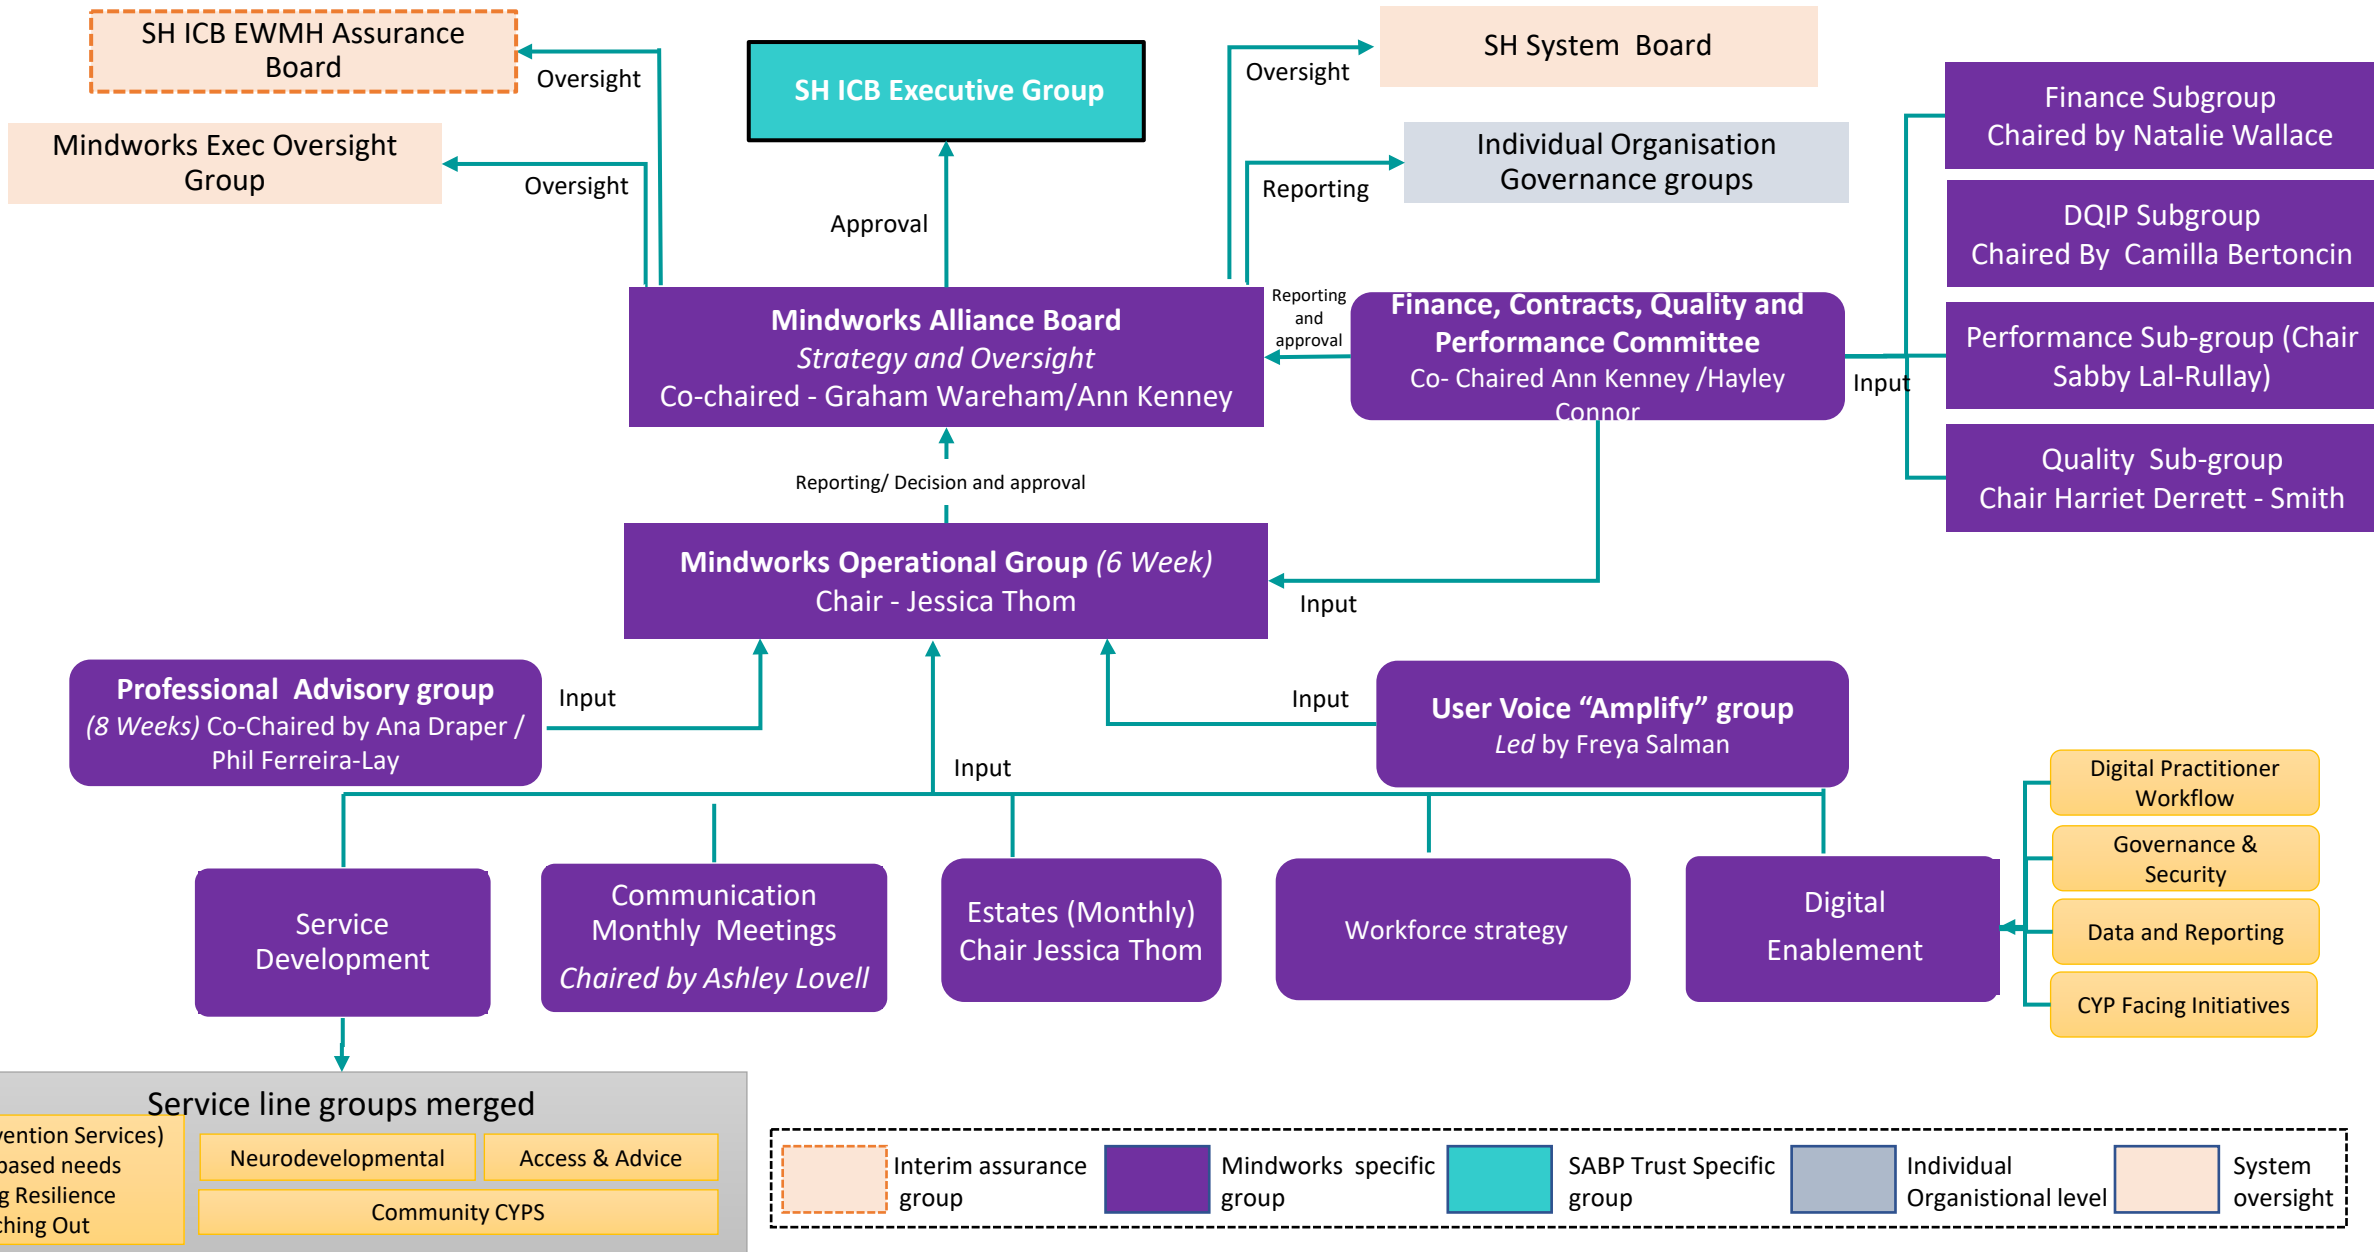 SH ICB EWMH Assurance
Board
Oversight
SH ICB Executive Group
Oversight
SH System Board
Mindworks Exec Oversight
Group
Oversight
Approval
Reporting
Individual Organisation
Governance groups
Finance Subgroup
Chaired by Natalie Wallace
DQIP Subgroup
Chaired By Camilla Bertoncin
Performance Sub-group (Chair
Sabby Lal-Rullay)
Quality Sub-group
Chair Harriet Derrett - Smith
Input
Mindworks Alliance Board
Strategy and Oversight
Co-chaired - Graham Wareham/Ann Kenney
Reporting
and
approval
Finance, Contracts, Quality and
Performance Committee
Co- Chaired Ann Kenney /Hayley
Connor
Reporting/ Decision and approval
Mindworks Operational Group (6 Week)
Chair - Jessica Thom
Input
Professional Advisory group
(8 Weeks) Co-Chaired by Ana Draper /
Phil Ferreira-Lay
Input
Input
User Voice “Amplify” group
Led by Freya Salman
Input
Service
Development
Communication
Monthly Meetings
Chaired by Ashley Lovell
Estates (Monthly)
Chair Jessica Thom
Workforce strategy
Digital
Enablement
Digital Practitioner
Workflow
Governance &
Security
Data and Reporting
CYP Facing Initiatives
Service line groups merged
vention Services)
based needs
g Resilience
ching Out
Neurodevelopmental
Access & Advice
Community CYPS
Interim assurance
group
Mindworks specific
group
SABP Trust Specific
group
Individual
Organistional level
System
oversight